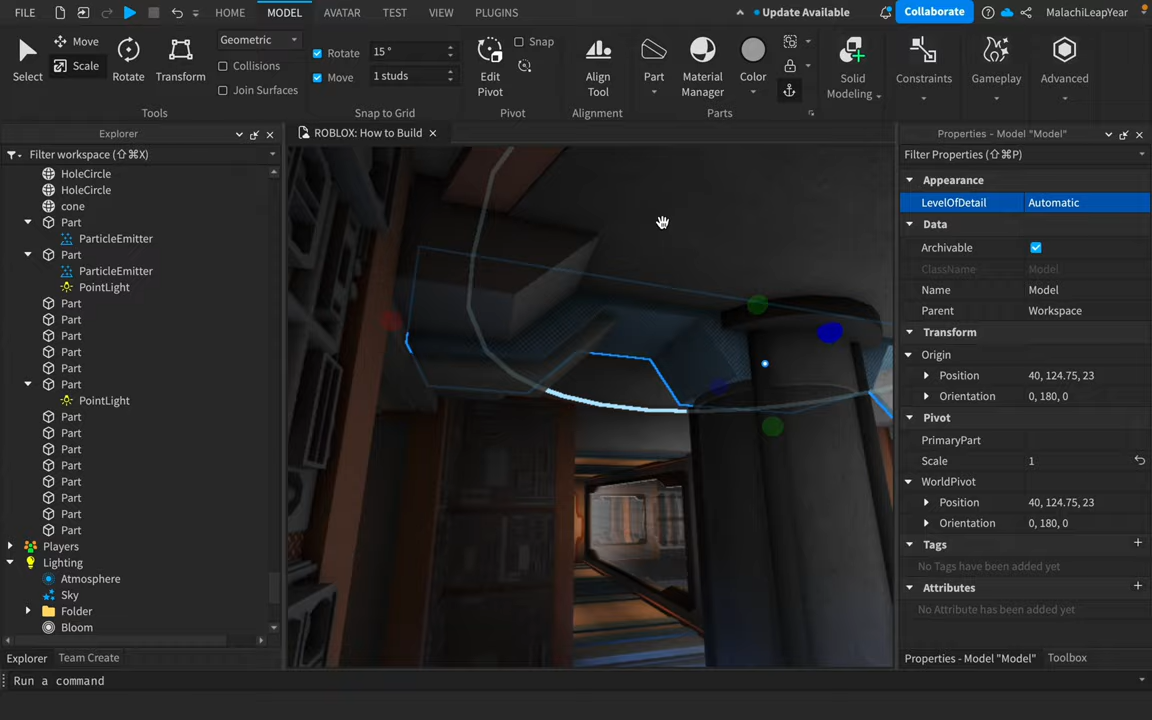 FILE HOME MODEL AVATAR TEST VIEW PLUGINS Update Available Collaborate MalachiLeapYear
Select
Move
Scale
Rotate
Transform
Geometric
Collisions
Join Surfaces
Tools
Rotate 15 °
Move 1 studs
Snap to Grid
Edit
Pivot
Snap
Pivot
Align
Tool
Alignment
Part
Material
Manager
Color
Parts
Solid
Modeling
Constraints
Gameplay
Advanced
Explorer
Filter workspace (⇧⌘X)
HoleCircle
HoleCircle
cone
Part
ParticleEmitter
Part
ParticleEmitter
PointLight
Part
Part
Part
Part
Part
Part
PointLight
Part
Part
Part
Part
Part
Part
Part
Part
Players
Lighting
Atmosphere
Sky
Folder
Bloom
Explorer Team Create
ROBLOX: How to Build
Properties - Model "Model"
Filter Properties (⇧⌘P)
Appearance
LevelOfDetail Automatic
Data
Archivable
ClassName Model
Name Model
Parent Workspace
Transform
Origin
Position 40, 124.75, 23
Orientation 0, 180, 0
Pivot
PrimaryPart
Scale 1
WorldPivot
Position 40, 124.75, 23
Orientation 0, 180, 0
Tags
No Tags have been added yet
Attributes
No Attribute has been added yet
Properties - Model "Model" Toolbox
Run a command